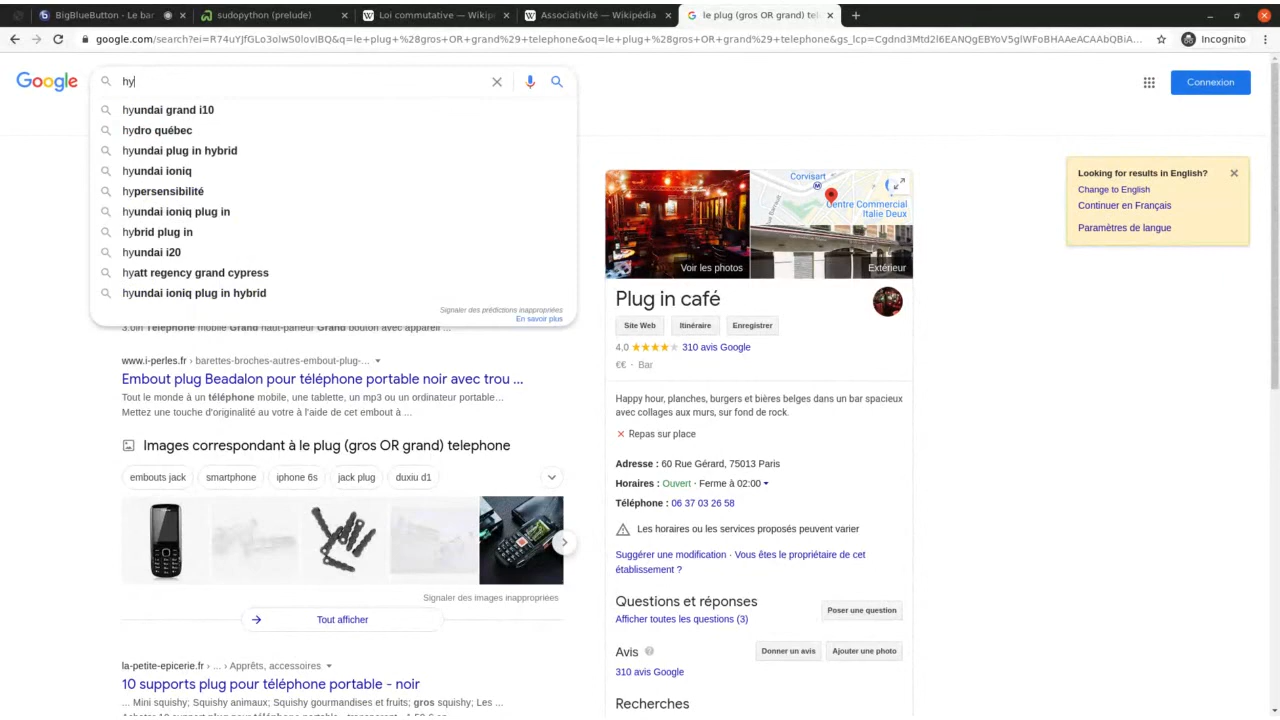 BigBlueButton - Le bar
sudopython (prelude)
Loi commutative — Wikip
Associativité — Wikipédia
le plug (gros OR grand) tel
google.com/search?ei=R74uYJfGLo3olwS0lovIBQ&q=le+plug+%28gros+OR+grand%29+telephone&oq=le+plug+%28gros+OR+grand%29+telephone&gs_lcp=Cgdnd3Mtd2l6EANQgEBYoV5glWFoBHAAeACAAbQBiA...
Incognito
Google
hy
Connexion
hyundai grand i10
hydro québec
hyundai plug in hybrid
hyundai ioniq
hypersensibilité
hyundai ioniq plug in
hybrid plug in
hyundai i20
hyatt regency grand cypress
hyundai ioniq plug in hybrid
Signaler des prédictions inappropriées
En savoir plus
3.6in Téléphone mobile Grand haut-parleur Grand bouton avec appareil ...
www.i-perles.fr › barettes-broches-autres-embout-plug-...
Embout plug Beadalon pour téléphone portable noir avec trou ...
Tout le monde à un téléphone mobile, une tablette, un mp3 ou un ordinateur portable…
Mettez une touche d'originalité au votre à l'aide de cet embout à ...
Images correspondant à le plug (gros OR grand) telephone
embouts jack
smartphone
iphone 6s
jack plug
duxiu d1
Signaler des images inappropriées
Tout afficher
la-petite-epicerie.fr › ... › Apprêts, accessoires
10 supports plug pour téléphone portable - noir
... Mini squishy; Squishy animaux; Squishy gourmandises et fruits; gros squishy; Les ...
Corvisart
Rue Barrault
Centre Commercial
Italie Deux
Voir les photos
Extérieur
Plug in café
Site Web
Itinéraire
Enregistrer
4,0 310 avis Google
€€ · Bar
Happy hour, planches, burgers et bières belges dans un bar spacieux
avec collages aux murs, sur fond de rock.
Repas sur place
Adresse : 60 Rue Gérard, 75013 Paris
Horaires : Ouvert · Ferme à 02:00
Téléphone : 06 37 03 26 58
Les horaires ou les services proposés peuvent varier
Suggérer une modification · Vous êtes le propriétaire de cet
établissement ?
Questions et réponses
Poser une question
Afficher toutes les questions (3)
Avis
Donner un avis
Ajouter une photo
310 avis Google
Recherches
Looking for results in English?
Change to English
Continuer en Français
Paramètres de langue